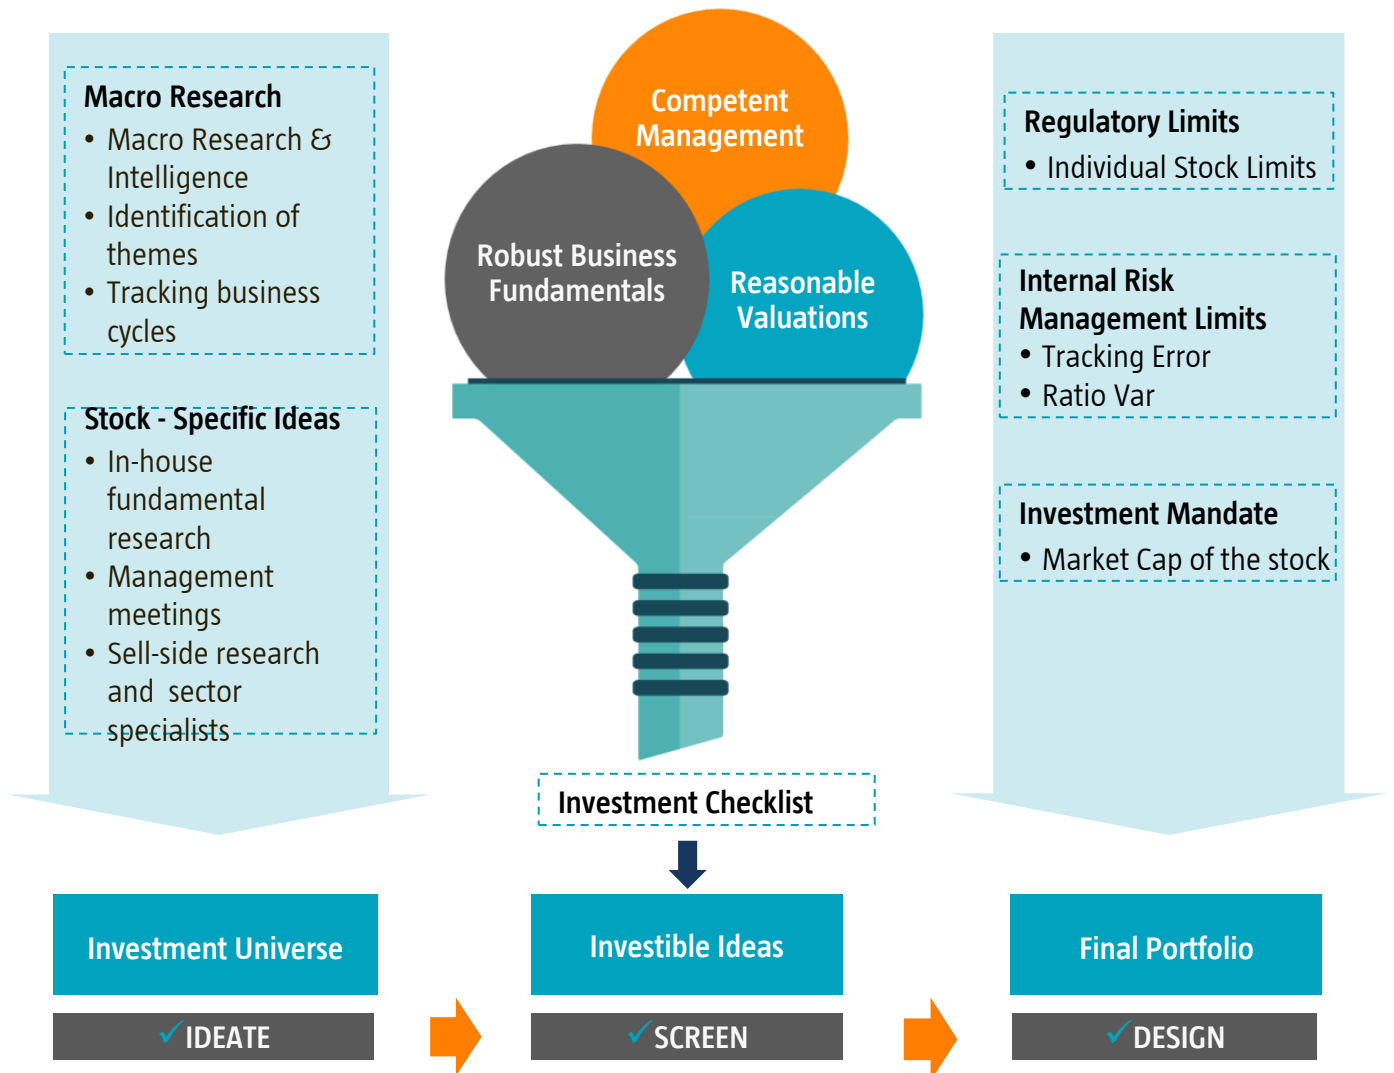 Macro Research
• Macro Research &
Intelligence
• Identification of
themes
• Tracking business
cycles
Stock - Specific Ideas
• In-house
fundamental
research
• Management
meetings
• Sell-side research
and sector
specialists
Competent
Management
Robust Business
Fundamentals
Reasonable
Valuations
Investment Checklist
Regulatory Limits
• Individual Stock Limits
Internal Risk
Management Limits
• Tracking Error
• Ratio Var
Investment Mandate
• Market Cap of the stock
Investment Universe
✓IDEATE
Investible Ideas
✓SCREEN
Final Portfolio
✓DESIGN